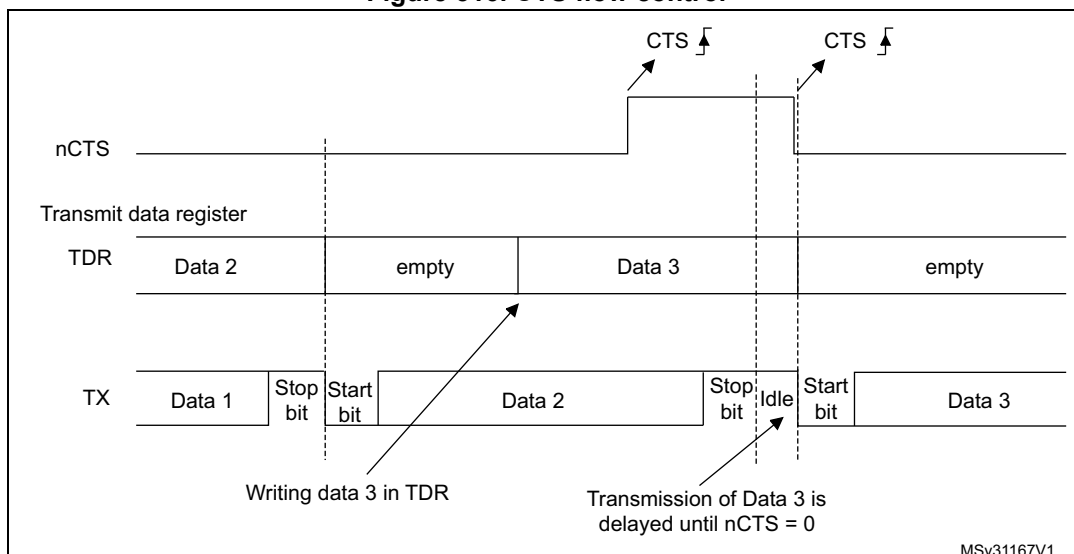 CTS CTS
nCTS
Transmit data register
TDR Data 2 empty Data 3 empty
TX Data 1 Stop bit Start bit Data 2 Stop bit Idle Start bit Data 3
Writing data 3 in TDR
Transmission of Data 3 is
delayed until nCTS = 0
MSv31167V1